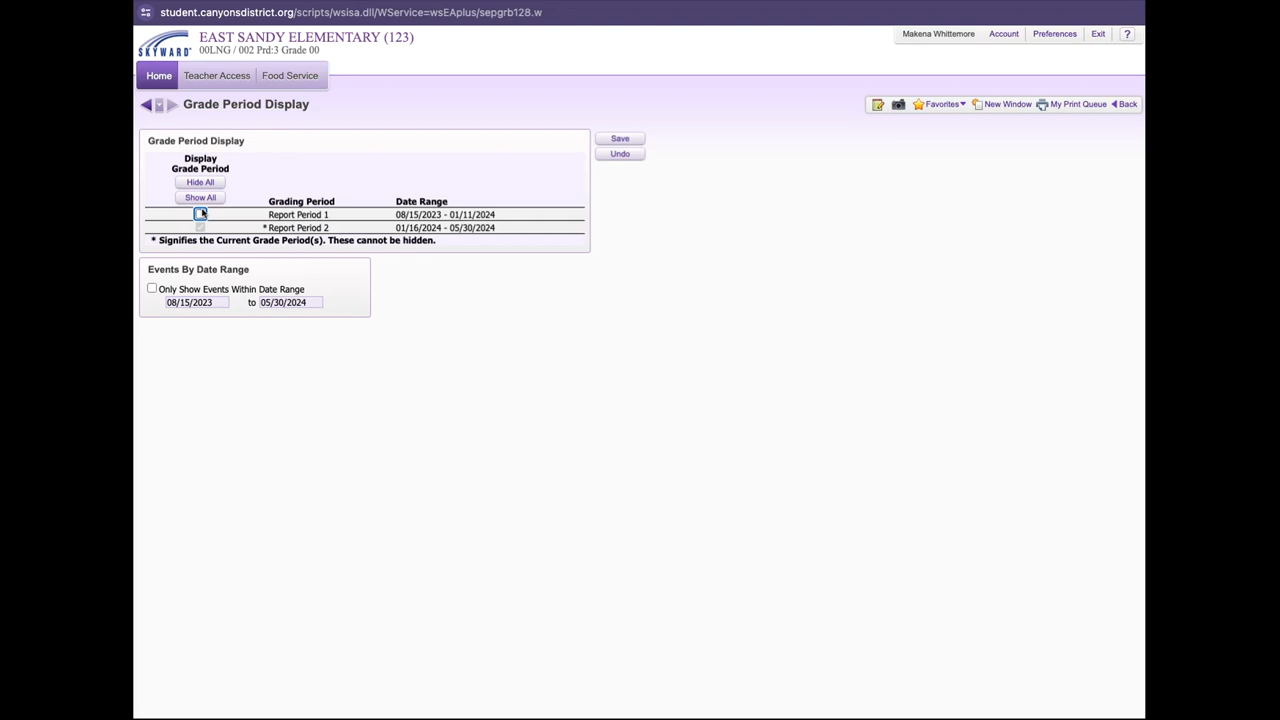 student.canyonsdistrict.org/scripts/wsisa.dll/WService=wsEAplus/sepgrb128.w
EAST SANDY ELEMENTARY (123)
00LNG / 002 Prd:3 Grade 00
SKYWARD
Makena Whittemore Account Preferences Exit ?
Home Teacher Access Food Service
Grade Period Display
Favorites New Window My Print Queue Back
Grade Period Display
Save
Undo
Display
Grade Period
Hide All
Show All
Grading Period Date Range
Report Period 1 08/15/2023 - 01/11/2024
* Report Period 2 01/16/2024 - 05/30/2024
* Signifies the Current Grade Period(s). These cannot be hidden.
Events By Date Range
Only Show Events Within Date Range
08/15/2023 to 05/30/2024